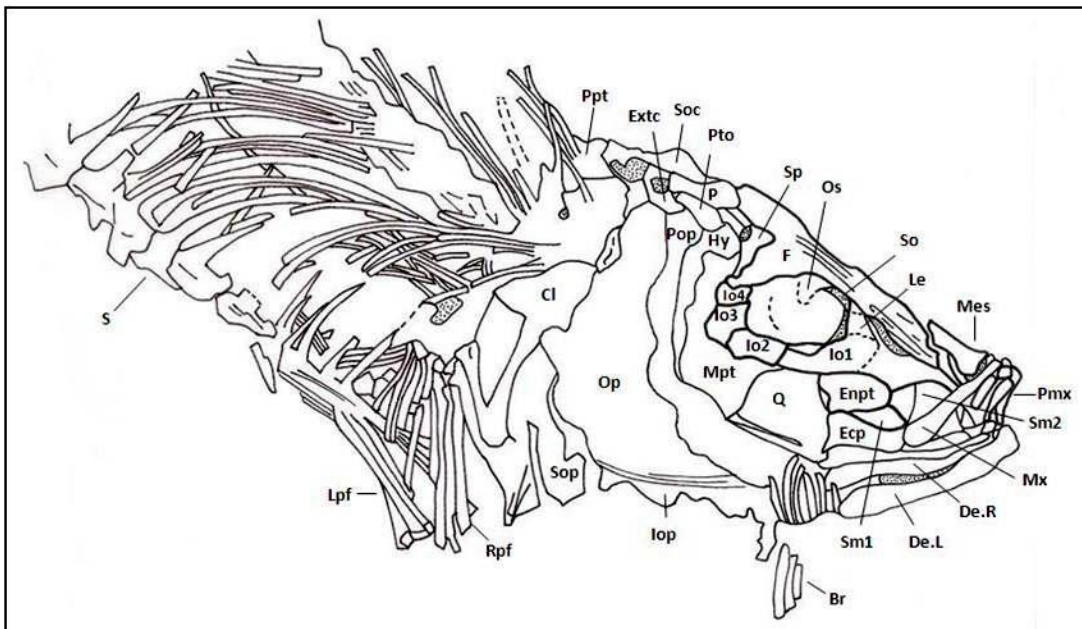 Ppt
Extc
Soc
Pto
Sp
Os
So
Le
Mes
P
Pop
Hy
F
S
Cl
Io4
Io3
Io2
Io1
Op
Mpt
Q
Enpt
Ecp
Pmx
Sm2
Mx
Sop
Lpf
Rpf
Iop
Sm1
De.R
De.L
Br